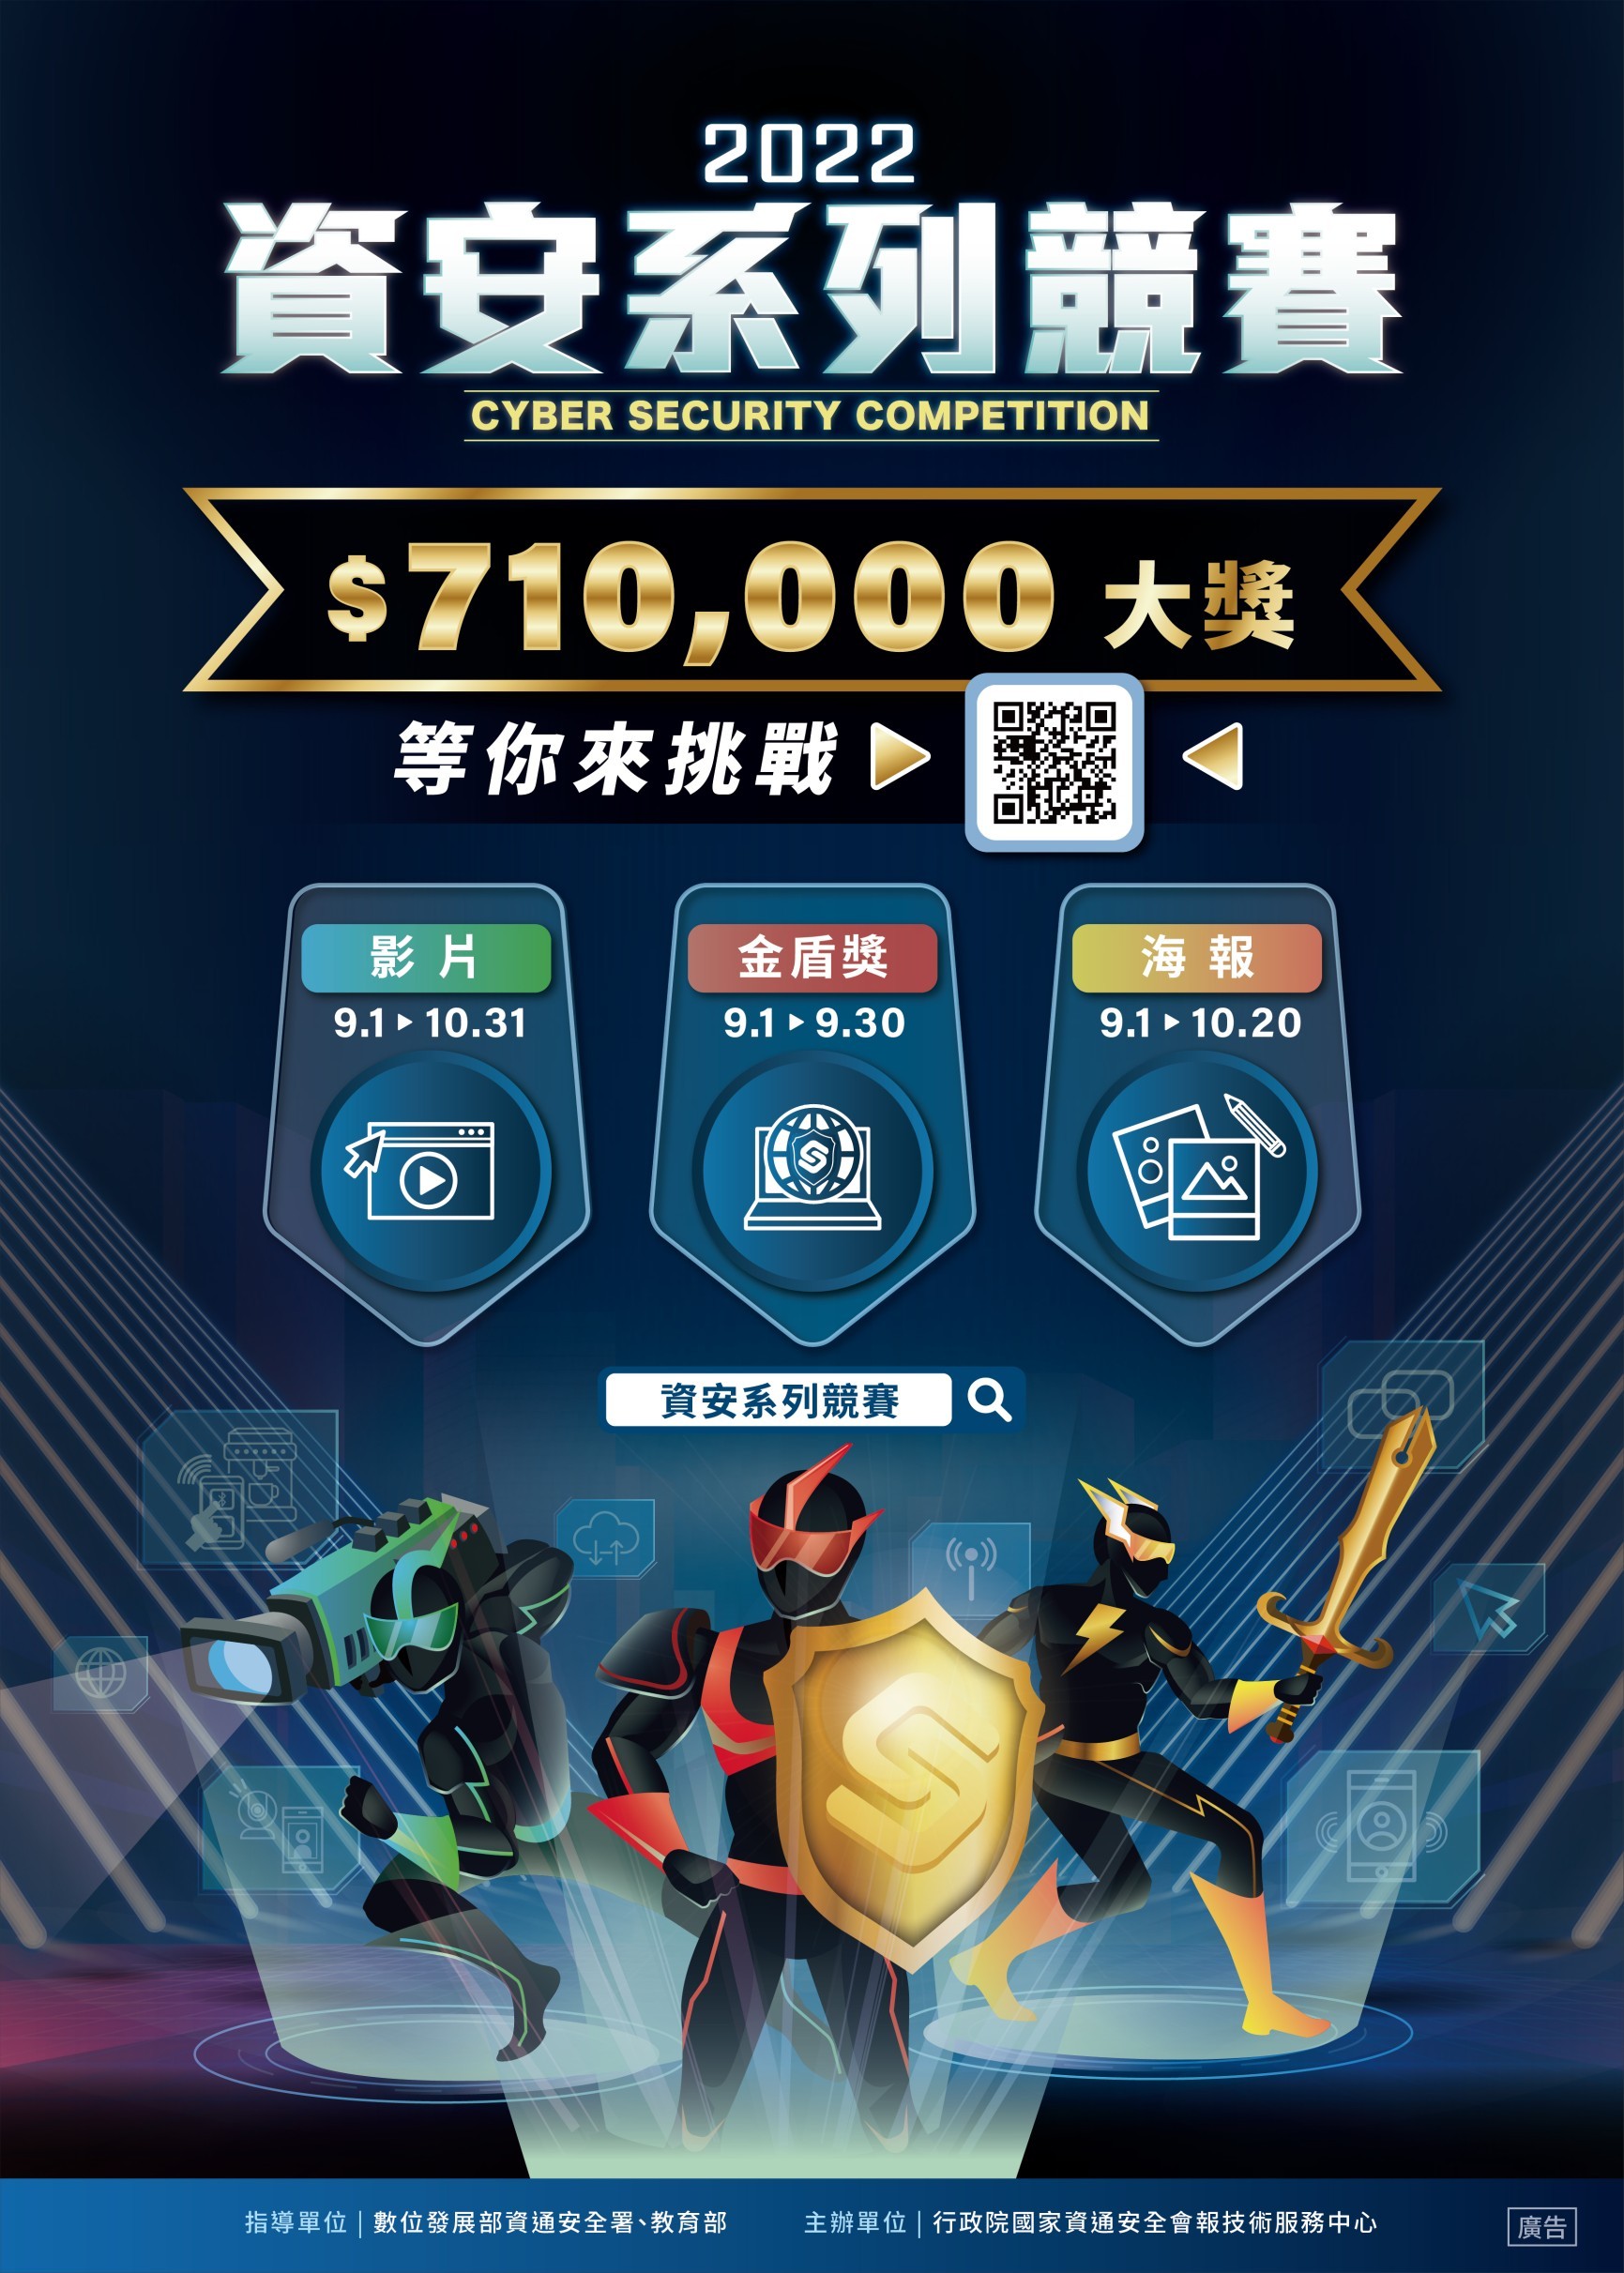 2022
資安系列競賽
CYBER SECURITY COMPETITION
$710,000 大獎
等你來挑戰
影片
9.1 ▸ 10.31
金盾獎
9.1 ▸ 9.30
海報
9.1 ▸ 10.20
資安系列競賽
指導單位｜數位發展部資通安全署、教育部
主辦單位｜行政院國家資通安全會報技術服務中心
廣告